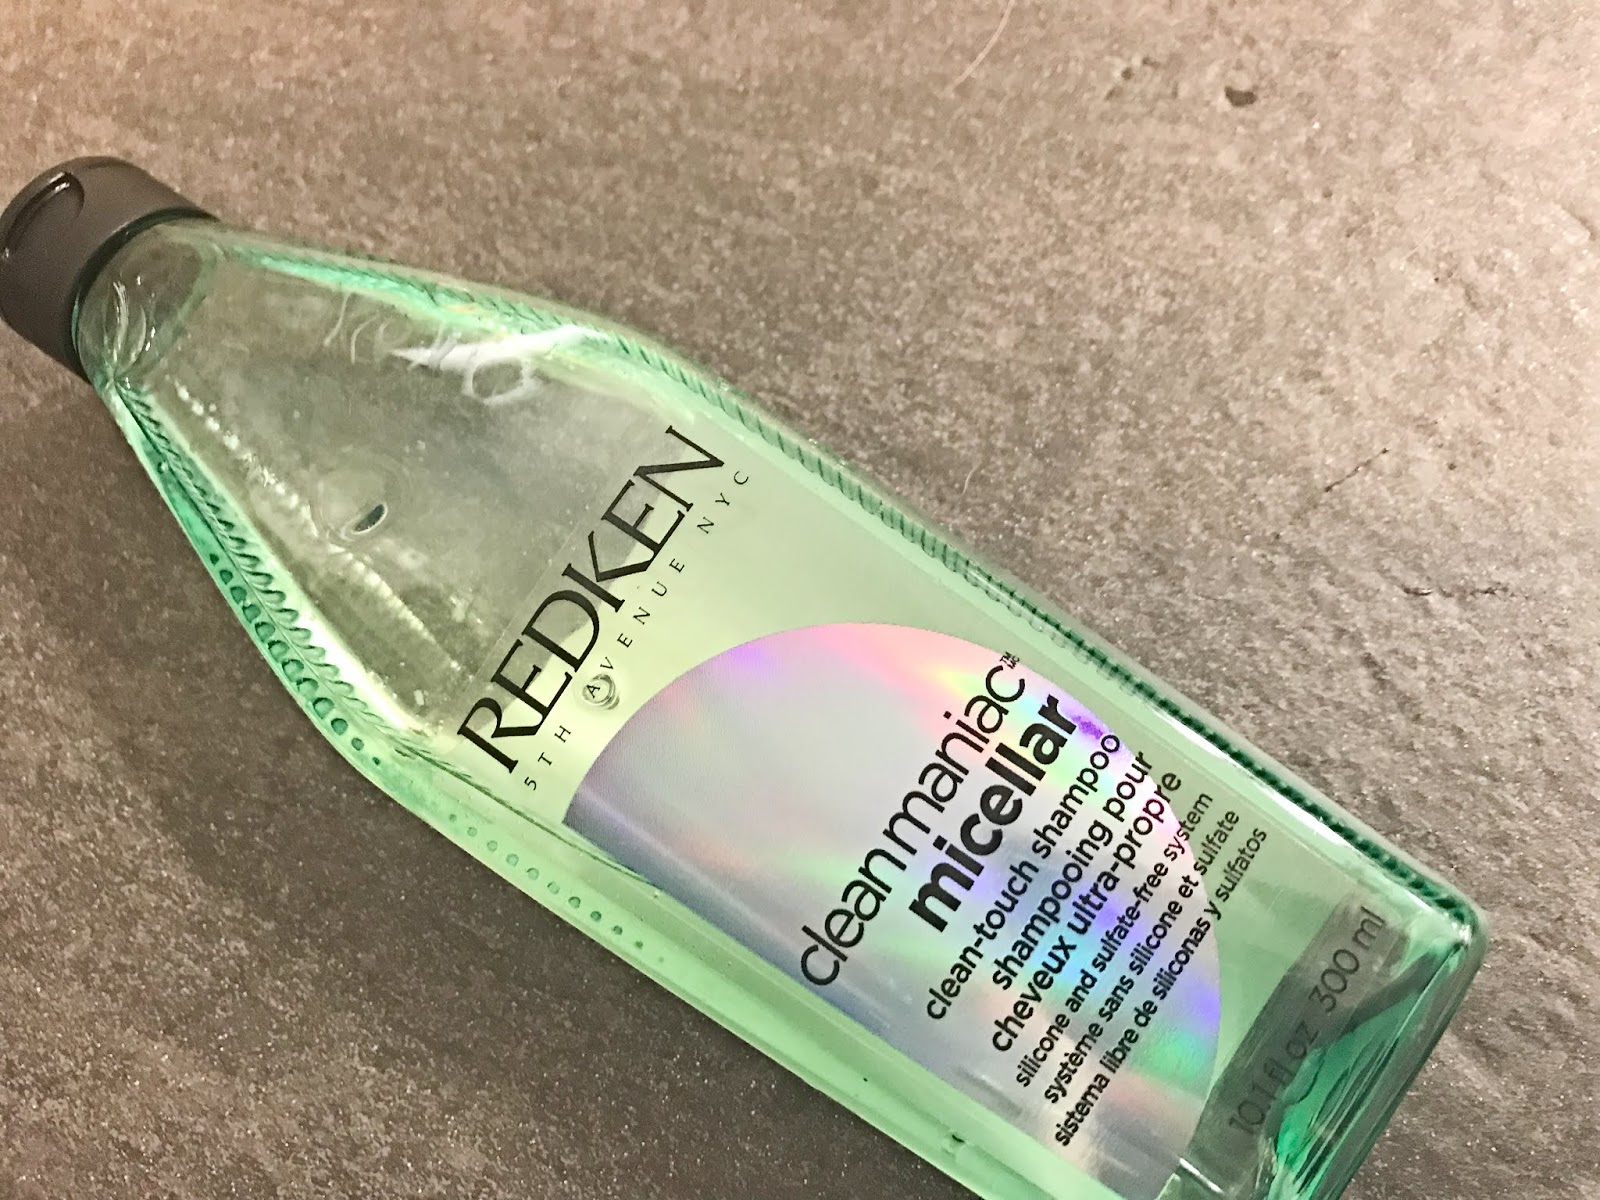 REDKEN
5TH AVENUE NYC
clean maniac™
micellar
clean-touch shampoo
shampooing pour
cheveux ultra-propre
silicone and sulfate-free system
système sans silicone et sulfate
sistema libre de siliconas y sulfatos
10.1 fl oz 300 ml